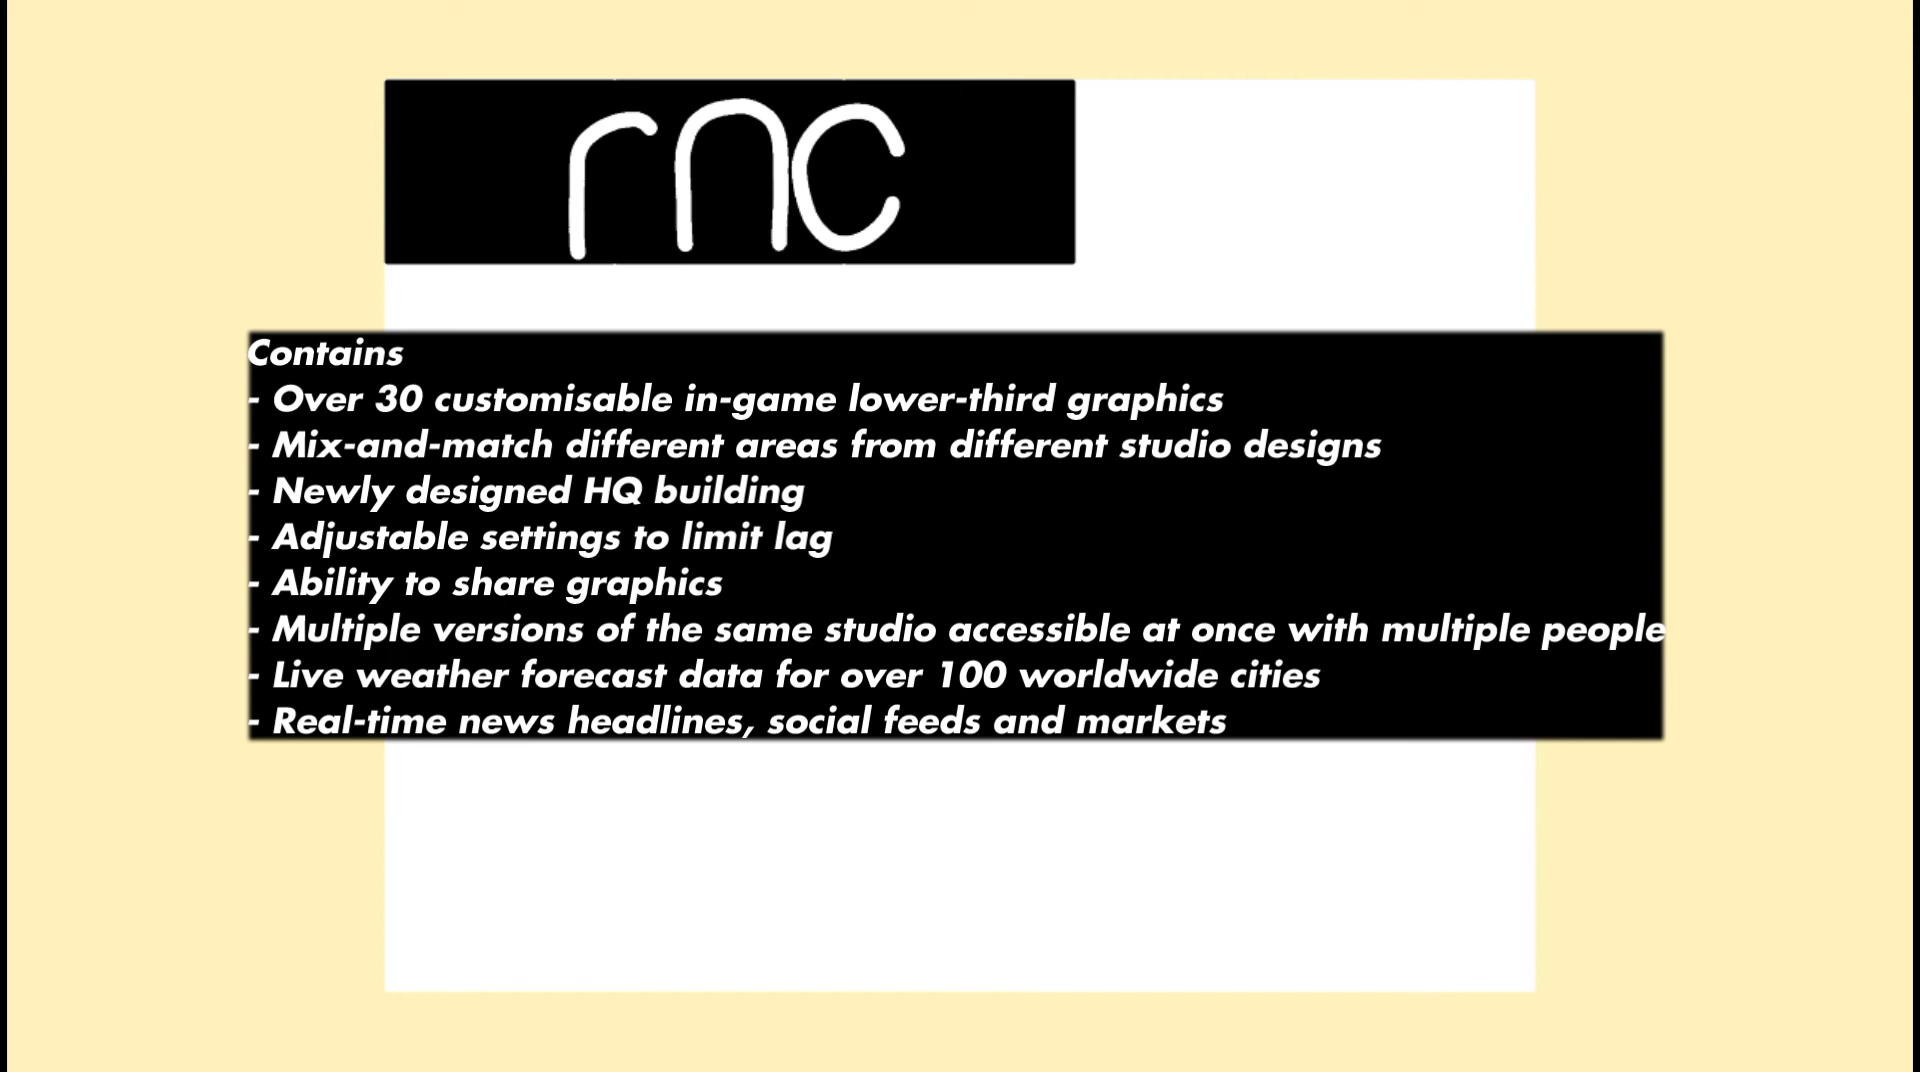 rnc
Contains
- Over 30 customisable in-game lower-third graphics
- Mix-and-match different areas from different studio designs
- Newly designed HQ building
- Adjustable settings to limit lag
- Ability to share graphics
- Multiple versions of the same studio accessible at once with multiple people
- Live weather forecast data for over 100 worldwide cities
- Real-time news headlines, social feeds and markets